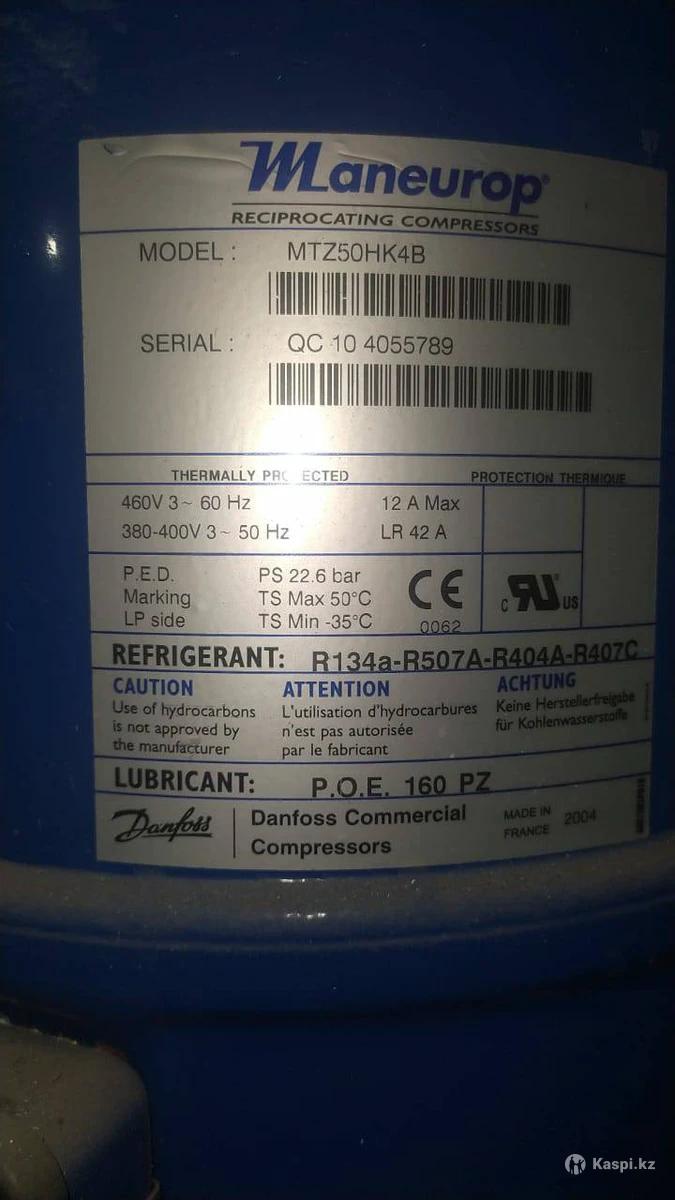 Maneurop®
RECIPROCATING COMPRESSORS
MODEL : MTZ50HK4B
SERIAL : QC 10 4055789
THERMALLY PR ECTED PROTECTION THERMIQUE
460V 3~ 60 Hz 12 A Max
380-400V 3~ 50 Hz LR 42 A
P.E.D. PS 22.6 bar
Marking TS Max 50°C
LP side TS Min -35°C
CE
0062
c RU US
REFRIGERANT: R134a-R507A-R404A-R407C
CAUTION
Use of hydrocarbons
is not approved by
the manufacturer
ATTENTION
L'utilisation d'hydrocarbures
n'est pas autorisée
par le fabricant
ACHTUNG
Keine Herstellerfreigabe
für Kohlenwasserstoffe
LUBRICANT: P.O.E. 160 PZ
Danfoss
Danfoss Commercial
Compressors
MADE IN
FRANCE
2004
Kaspi.kz